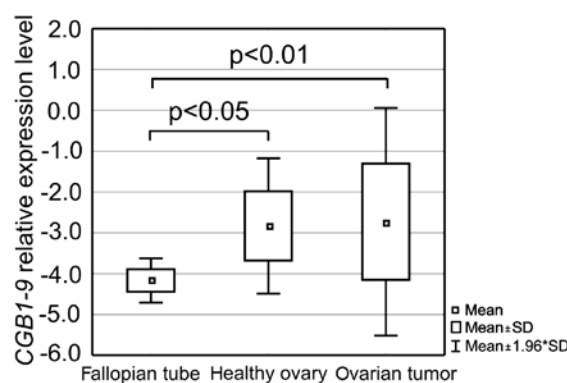 CGB1-9 relative expression level
2.0
1.0
0.0
-1.0
-2.0
-3.0
-4.0
-5.0
-6.0
p<0.01
p<0.05
Fallopian tube Healthy ovary Ovarian tumor
Mean
Mean±SD
Mean±1.96*SD